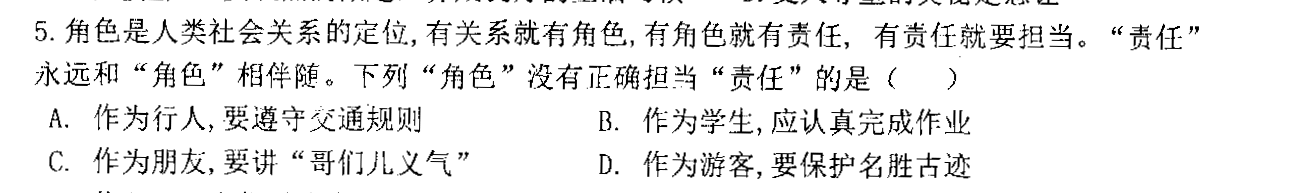 5. 角色是人类社会关系的定位,有关系就有角色,有角色就有责任, 有责任就要担当。“责任”
永远和“角色”相伴随。下列“角色”没有正确担当“责任”的是（ ）
A. 作为行人,要遵守交通规则 B. 作为学生,应认真完成作业
C. 作为朋友,要讲“哥们儿义气” D. 作为游客,要保护名胜古迹